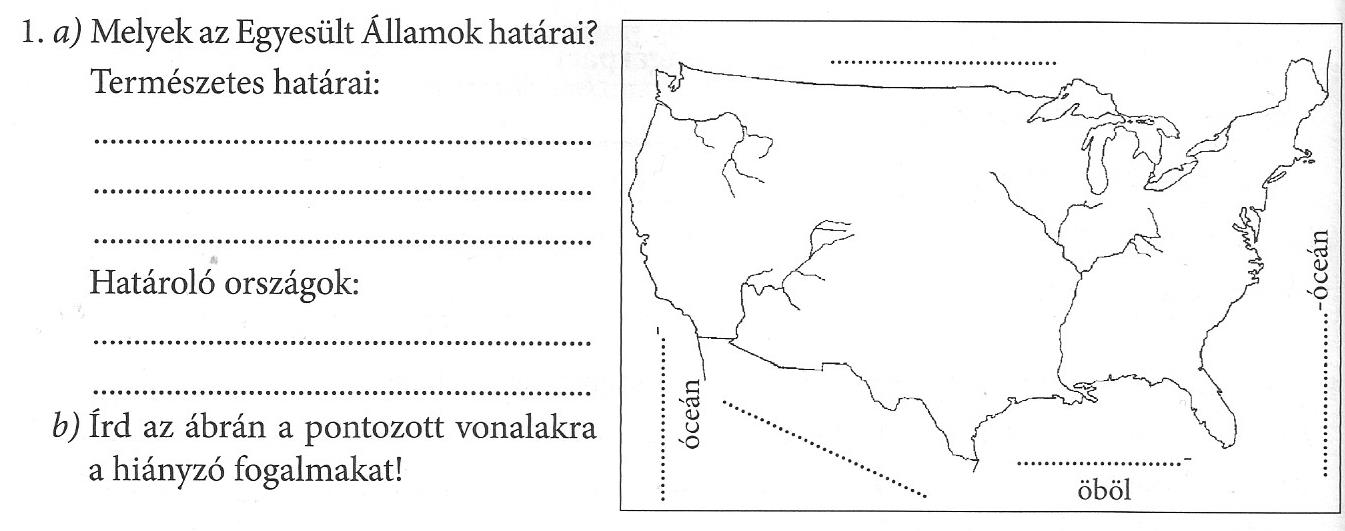 1. a) Melyek az Egyesült Államok határai?
Természetes határai:
..................................................
..................................................
..................................................
Határoló országok:
..................................................
..................................................
b) Írd az ábrán a pontozott vonalakra
a hiányzó fogalmakat!
..............................
....................-óceán
....................-
óceán
..............................
....................-
öböl